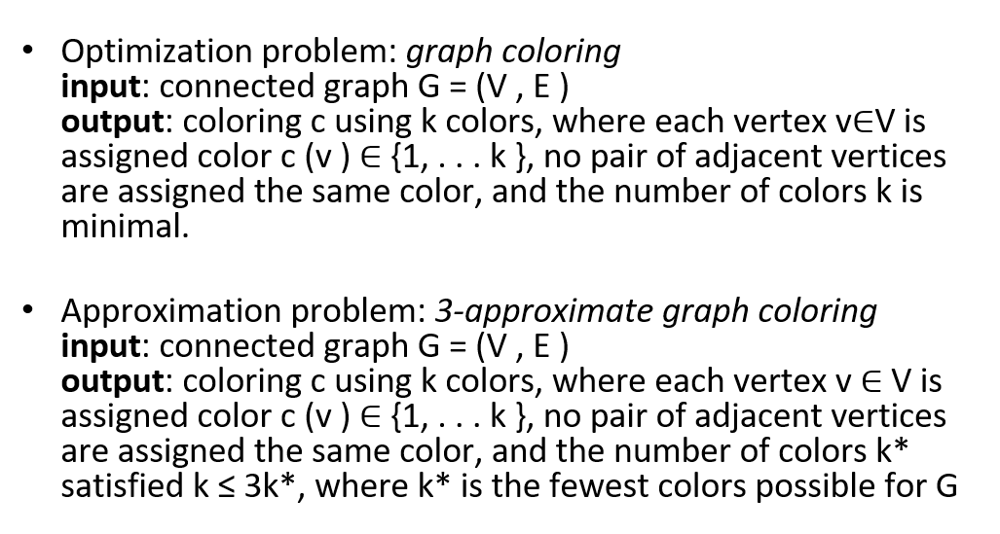 • Optimization problem: graph coloring
input: connected graph G = (V , E )
output: coloring c using k colors, where each vertex v∈V is
assigned color c (v ) ∈ {1, . . . k }, no pair of adjacent vertices
are assigned the same color, and the number of colors k is
minimal.
• Approximation problem: 3-approximate graph coloring
input: connected graph G = (V , E )
output: coloring c using k colors, where each vertex v ∈ V is
assigned color c (v ) ∈ {1, . . . k }, no pair of adjacent vertices
are assigned the same color, and the number of colors k*
satisfied k ≤ 3k*, where k* is the fewest colors possible for G